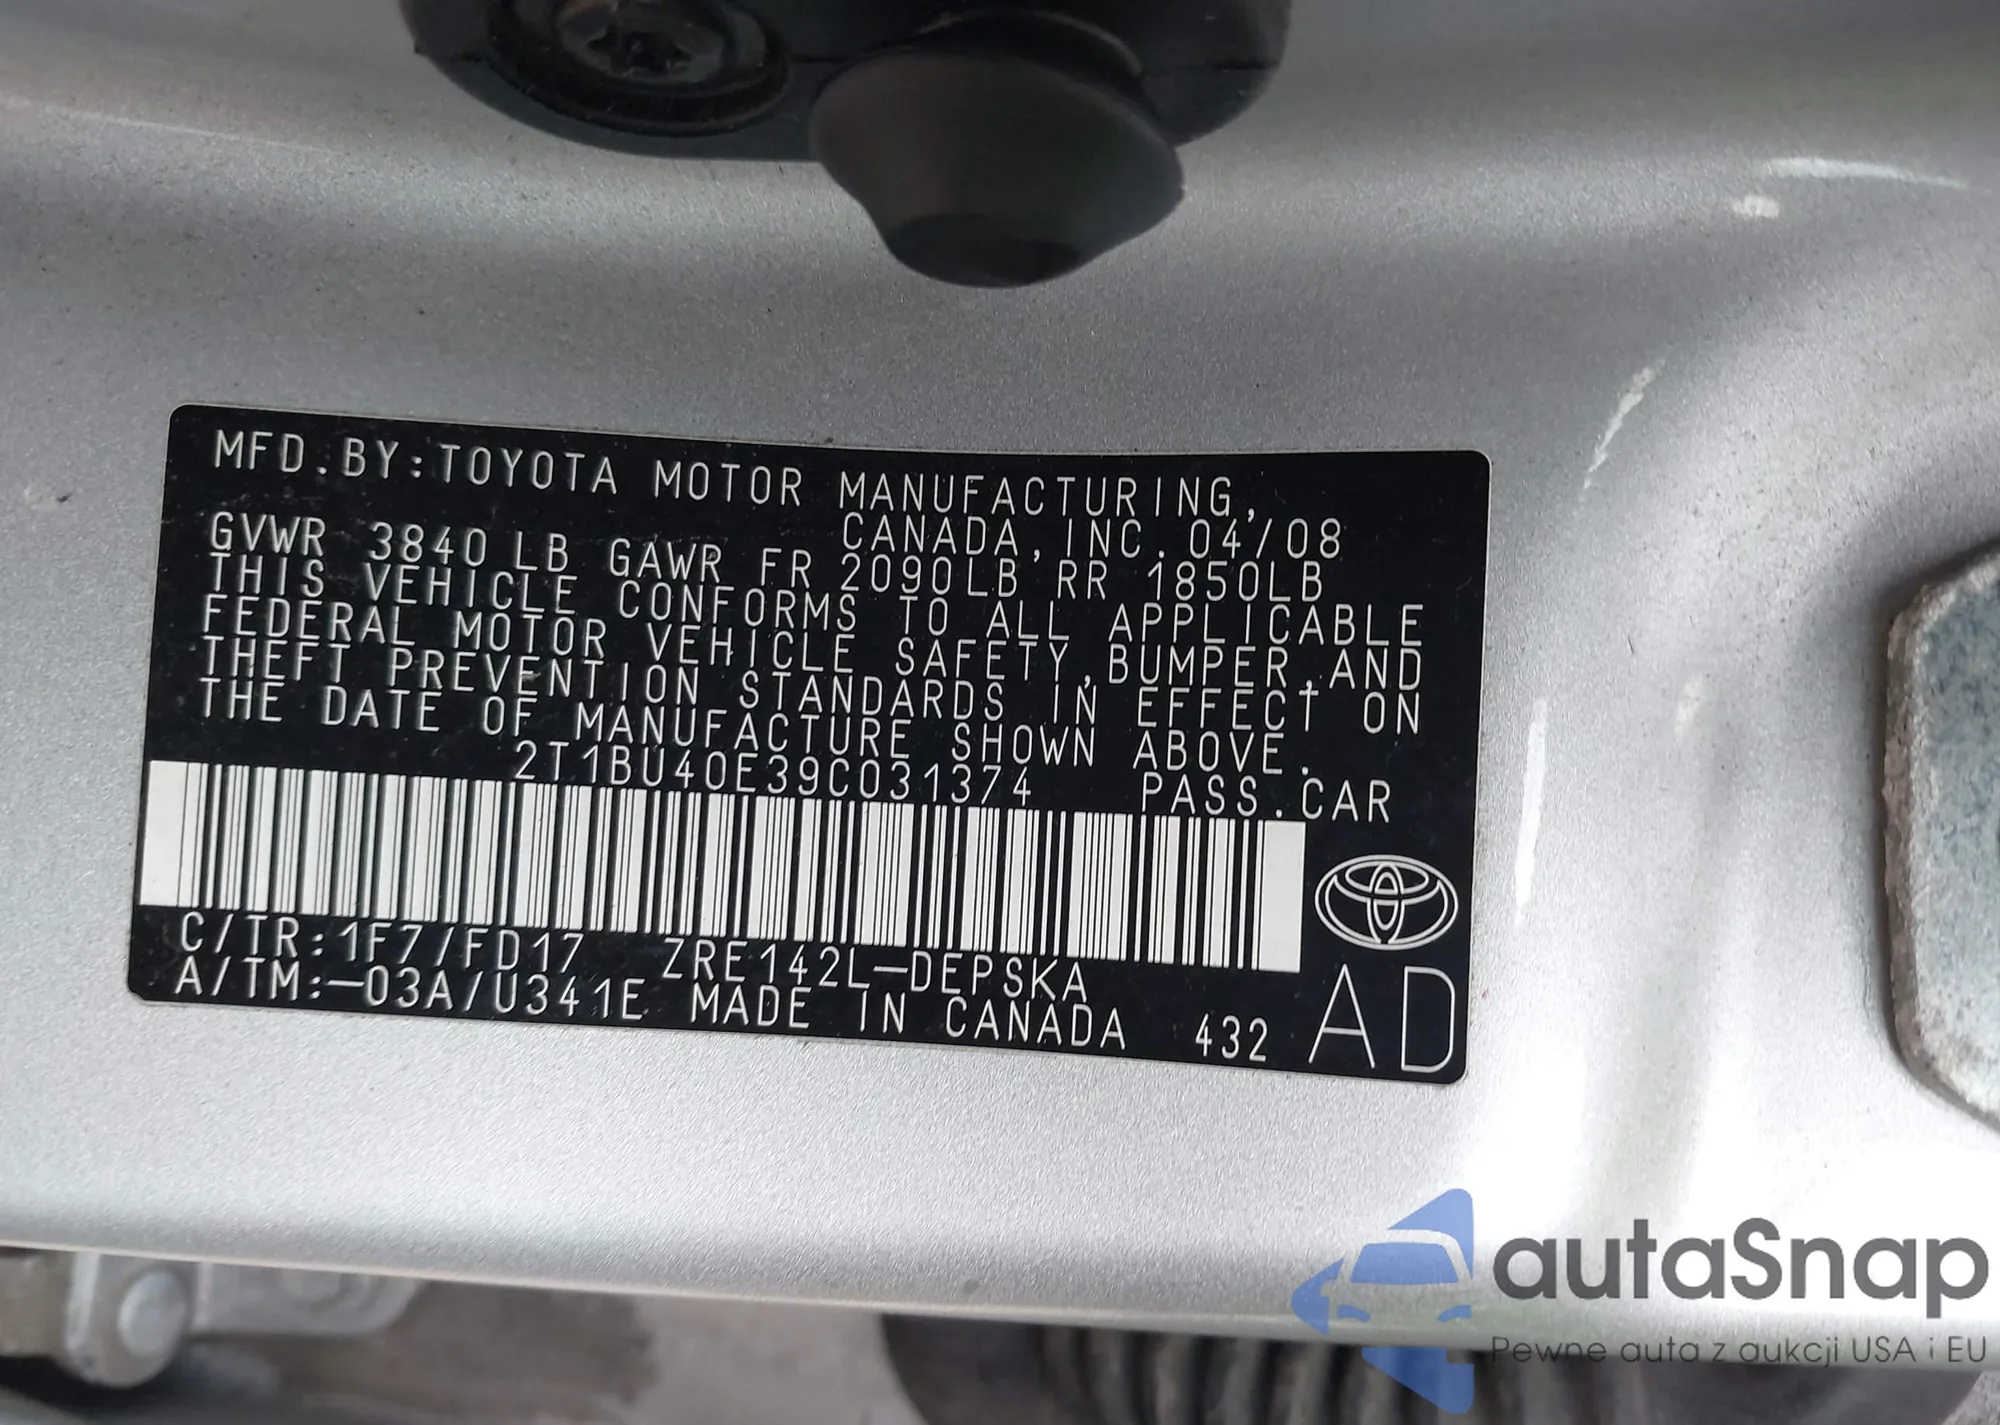 MFD.BY:TOYOTA MOTOR MANUFACTURING,
CANADA, INC. 04/08
GVWR 3840 LB GAWR FR 2090LB RR 1850LB
THIS VEHICLE CONFORMS TO ALL APPLICABLE
FEDERAL MOTOR VEHICLE SAFETY,BUMPER,AND
THEFT PREVENTION STANDARDS IN EFFECT ON
THE DATE OF MANUFACTURE SHOWN ABOVE.
2T1BU40E39C031374 PASS.CAR
C/TR:1F7/FD17 ZRE142L-DEPSKA
A/TM:-03A/U341E MADE IN CANADA 432
AD
autaSnap
Pewne auta z aukcji USA i EU